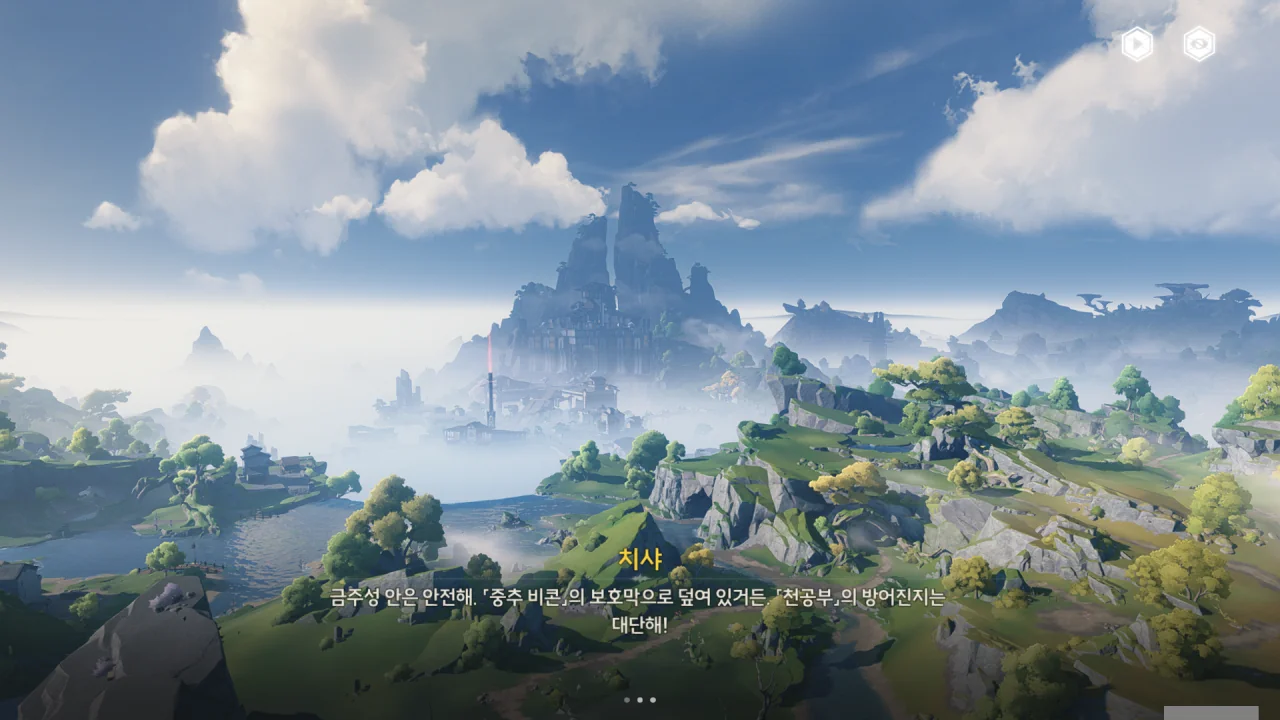 치샤
금주성 안은 안전해. 「중추 비콘」의 보호막으로 덮여 있거든. 「천공부」의 방어진지는
대단해!